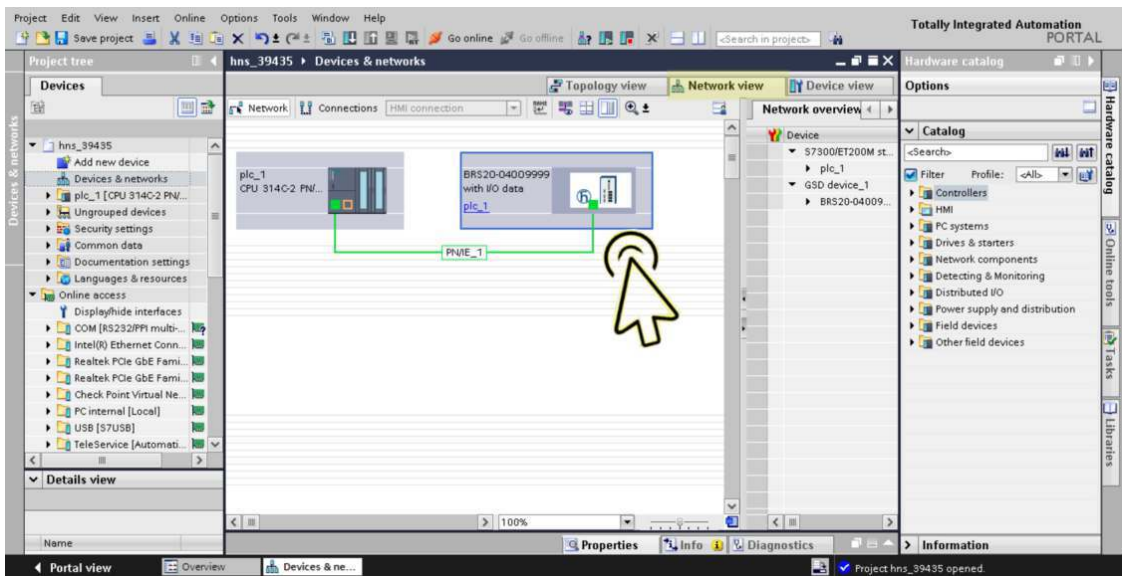 Project Edit View Insert Online Options Tools Window Help
Totally Integrated Automation
PORTAL
Save project
Go online
Go offline
<Search in project>
Project tree
hns_39435 Devices & networks
Hardware catalog
Devices
Topology view
Network view
Device view
Options
Network
Connections
HMI connection
Network overview
Devices & networks
hns_39435
Add new device
Devices & networks
plc_1 [CPU 314C-2 PN/...
Ungrouped devices
Security settings
Common data
Documentation settings
Languages & resources
Online access
Display/hide interfaces
COM [RS232/PPI multi-...
Intel(R) Ethernet Conn...
Realtek PCIe GbE Fami...
Realtek PCIe GbE Fami...
Check Point Virtual Ne...
PC internal [Local]
USB [S7USB]
TeleService [Automati...
Details view
Name
plc_1
CPU 314C-2 PN/...
BRS20-04009999
with I/O data
plc_1
PN/IE_1
100%
Device
S7300/ET200M st...
plc_1
GSD device_1
BRS20-04009...
Catalog
<Search>
Filter Profile: <All>
Controllers
HMI
PC systems
Drives & starters
Network components
Detecting & Monitoring
Distributed I/O
Power supply and distribution
Field devices
Other field devices
Hardware catalog
Online tools
Tasks
Libraries
Properties
Info
Diagnostics
Information
Portal view
Overview
Devices & ne...
Project hns_39435 opened.